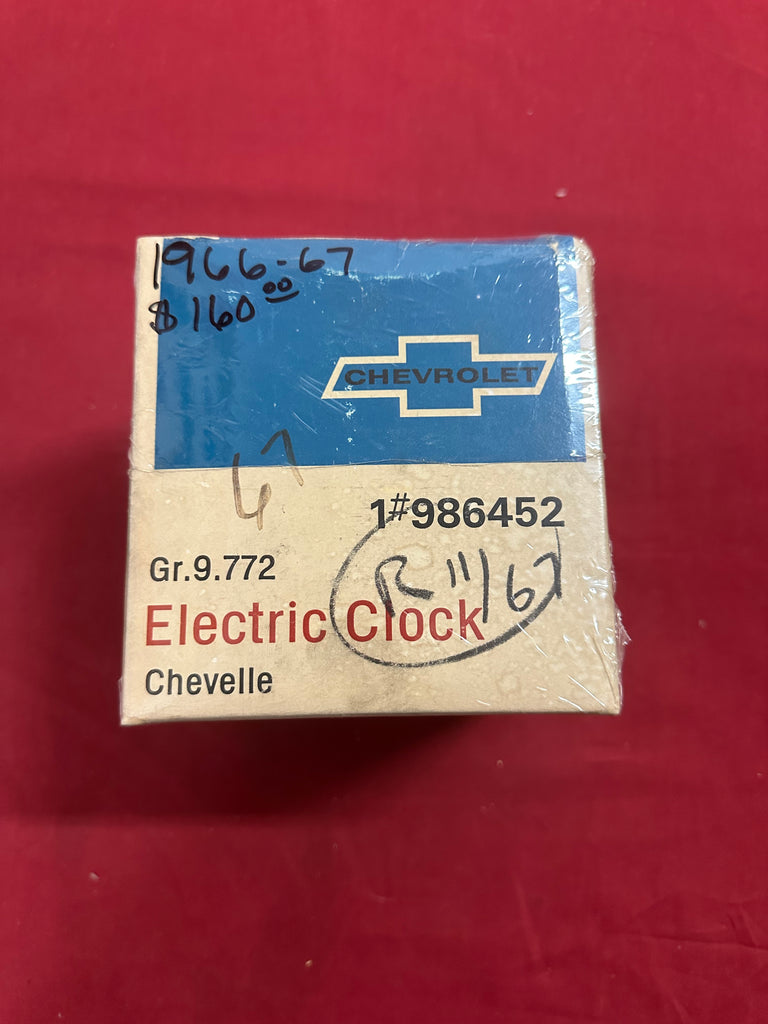 1966-67
$160.00
CHEVROLET
67
1#986452
Gr.9.772
R 11/67
Electric Clock
Chevelle